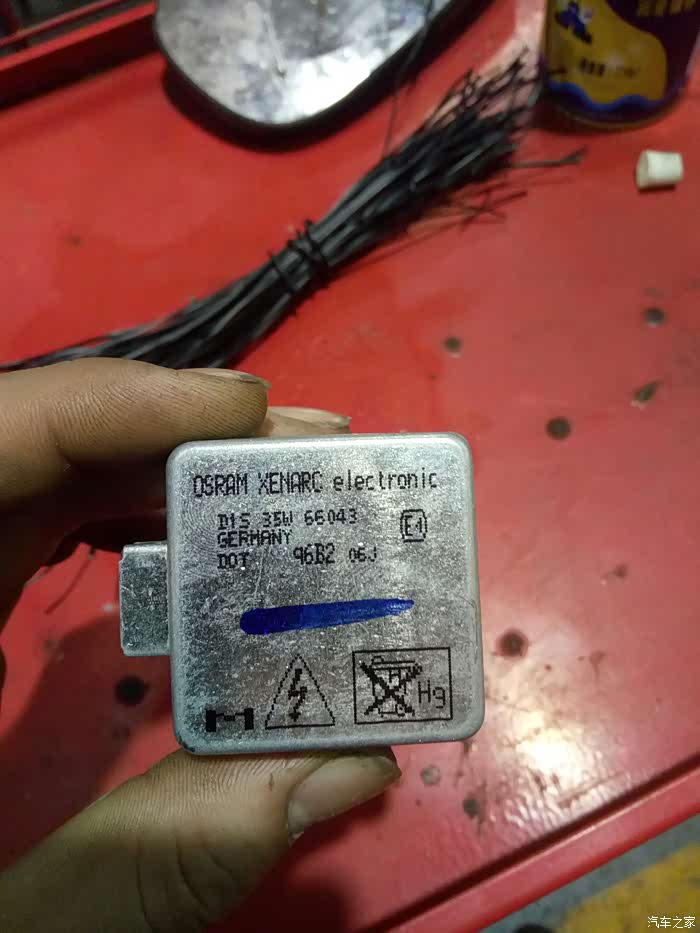 OSRAM XENARC electronic
D1S 35W 66043
E1
GERMANY
DOT 96B2 06J
Hg
汽车之家